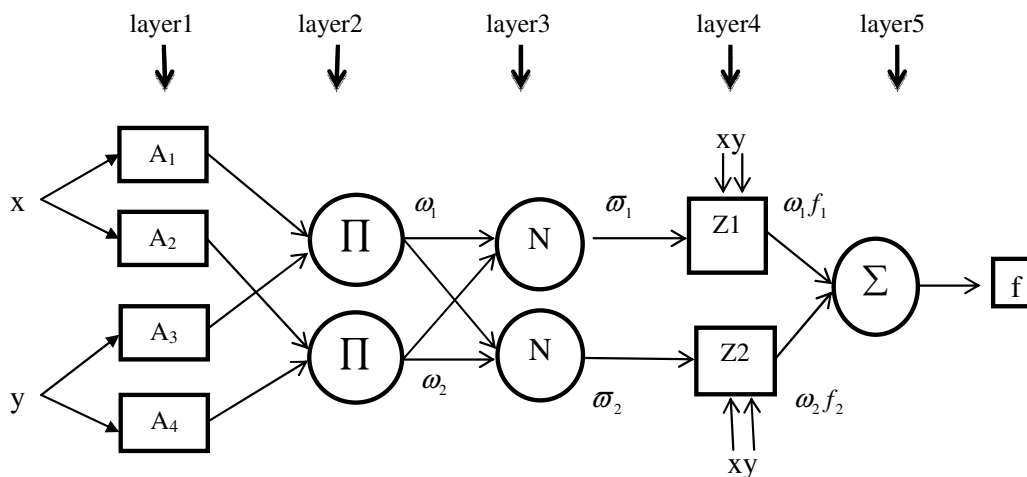 layer1 layer2 layer3 layer4 layer5
xy
A₁
x
ω₁
ϖ₁
ω₁f₁
∏
N
Z1
A₂
Σ
f
A₃
∏
N
Z2
y
ω₂
ϖ₂
ω₂f₂
A₄
xy